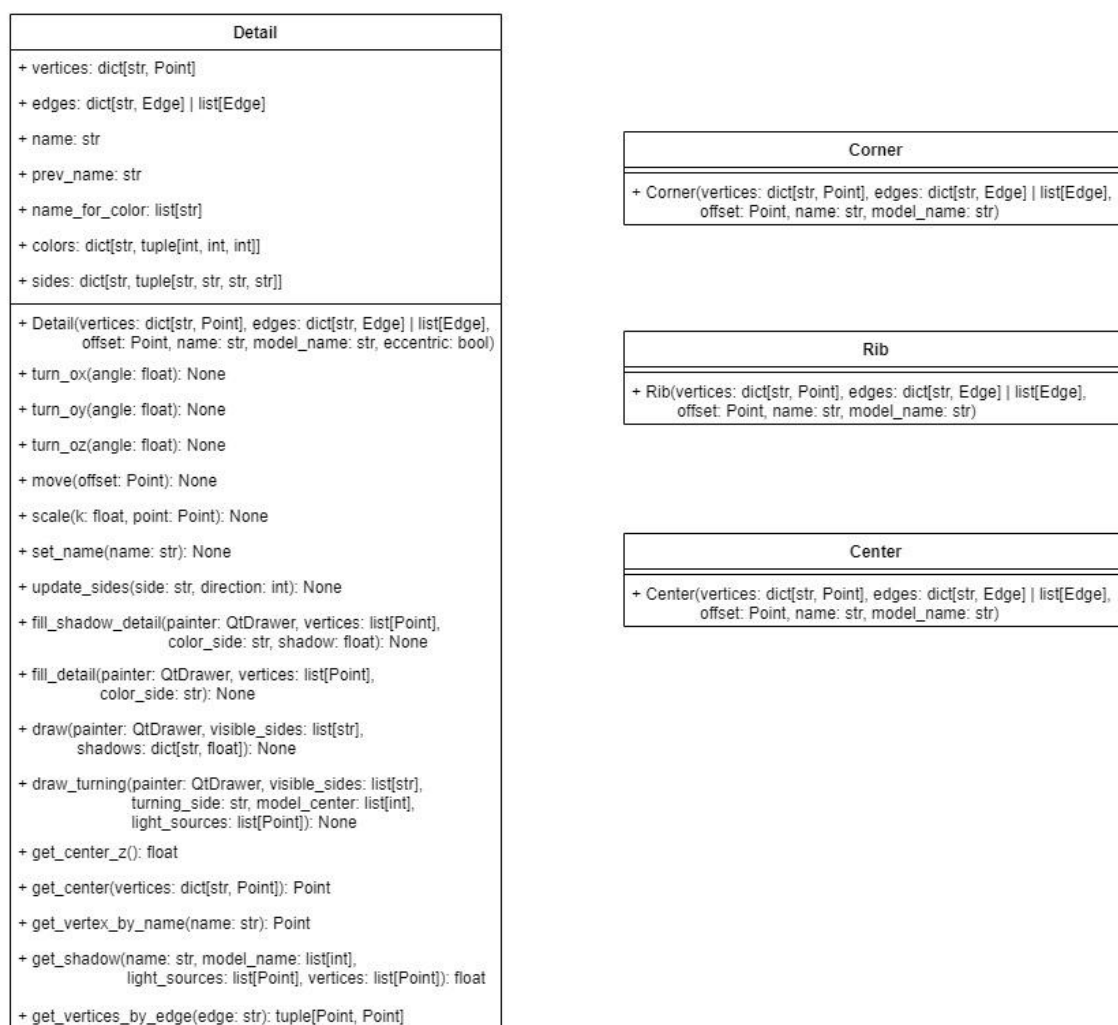 Detail
+ vertices: dict[str, Point]
+ edges: dict[str, Edge] | list[Edge]
+ name: str
+ prev_name: str
+ name_for_color: list[str]
+ colors: dict[str, tuple[int, int, int]]
+ sides: dict[str, tuple[str, str, str, str]]
+ Detail(vertices: dict[str, Point], edges: dict[str, Edge] | list[Edge],
offset: Point, name: str, model_name: str, eccentric: bool)
+ turn_ox(angle: float): None
+ turn_oy(angle: float): None
+ turn_oz(angle: float): None
+ move(offset: Point): None
+ scale(k: float, point: Point): None
+ set_name(name: str): None
+ update_sides(side: str, direction: int): None
+ fill_shadow_detail(painter: QtDrawer, vertices: list[Point],
color_side: str, shadow: float): None
+ fill_detail(painter: QtDrawer, vertices: list[Point],
color_side: str): None
+ draw(painter: QtDrawer, visible_sides: list[str],
shadows: dict[str, float]): None
+ draw_turning(painter: QtDrawer, visible_sides: list[str],
turning_side: str, model_center: list[int],
light_sources: list[Point]): None
+ get_center_z(): float
+ get_center(vertices: dict[str, Point]): Point
+ get_vertex_by_name(name: str): Point
+ get_shadow(name: str, model_name: list[int],
light_sources: list[Point], vertices: list[Point]): float
+ get_vertices_by_edge(edge: str): tuple[Point, Point]
Corner
+ Corner(vertices: dict[str, Point], edges: dict[str, Edge] | list[Edge],
offset: Point, name: str, model_name: str)
Rib
+ Rib(vertices: dict[str, Point], edges: dict[str, Edge] | list[Edge],
offset: Point, name: str, model_name: str)
Center
+ Center(vertices: dict[str, Point], edges: dict[str, Edge] | list[Edge],
offset: Point, name: str, model_name: str)